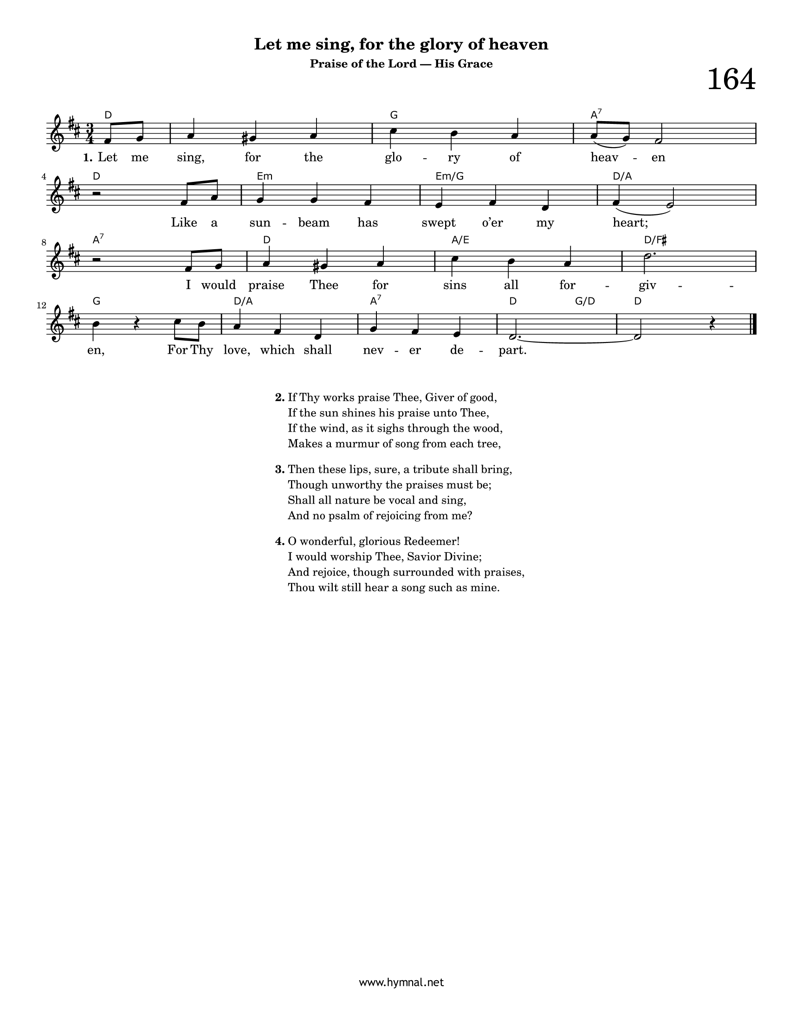 Let me sing, for the glory of heaven
Praise of the Lord — His Grace
164
D G A7
1. Let me sing, for the glo - ry of heav - en
4 D Em Em/G D/A
Like a sun - beam has swept o'er my heart;
8 A7 D A/E D/F♯
I would praise Thee for sins all for - giv - -
12 G D/A A7 D G/D D
en, For Thy love, which shall nev - er de - part.
2. If Thy works praise Thee, Giver of good,
If the sun shines his praise unto Thee,
If the wind, as it sighs through the wood,
Makes a murmur of song from each tree,
3. Then these lips, sure, a tribute shall bring,
Though unworthy the praises must be;
Shall all nature be vocal and sing,
And no psalm of rejoicing from me?
4. O wonderful, glorious Redeemer!
I would worship Thee, Savior Divine;
And rejoice, though surrounded with praises,
Thou wilt still hear a song such as mine.
www.hymnal.net